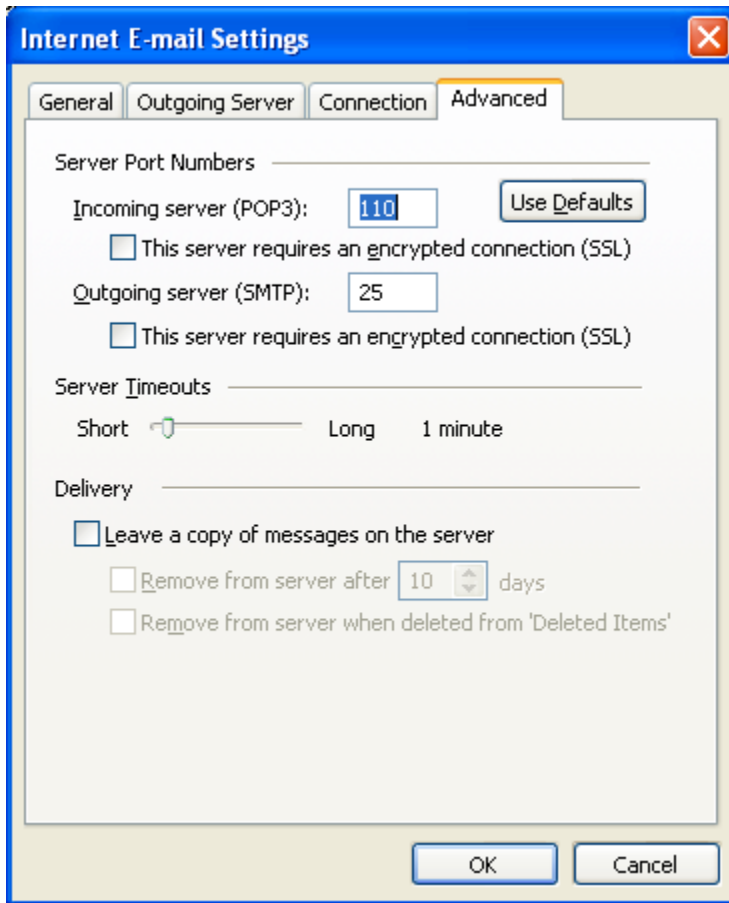 Internet E-mail Settings
General Outgoing Server Connection Advanced
Server Port Numbers
Incoming server (POP3): 110 Use Defaults
This server requires an encrypted connection (SSL)
Outgoing server (SMTP): 25
This server requires an encrypted connection (SSL)
Server Timeouts
Short Long 1 minute
Delivery
Leave a copy of messages on the server
Remove from server after 10 days
Remove from server when deleted from 'Deleted Items'
OK Cancel